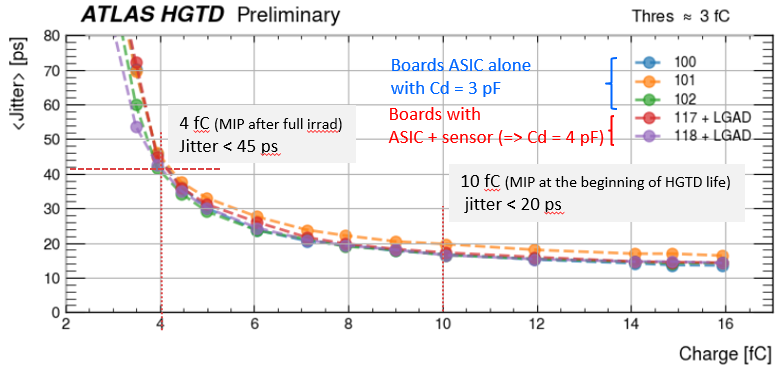 ATLAS HGTD Preliminary
Thres ≈ 3 fC
<Jitter> [ps]
80
70
60
50
40
30
20
10
0
Boards ASIC alone
with Cd = 3 pF
Boards with
ASIC + sensor (=> Cd = 4 pF)
100
101
102
117 + LGAD
118 + LGAD
4 fC (MIP after full irrad)
Jitter < 45 ps
10 fC (MIP at the beginning of HGTD life)
jitter < 20 ps
2 4 6 8 10 12 14 16
Charge [fC]